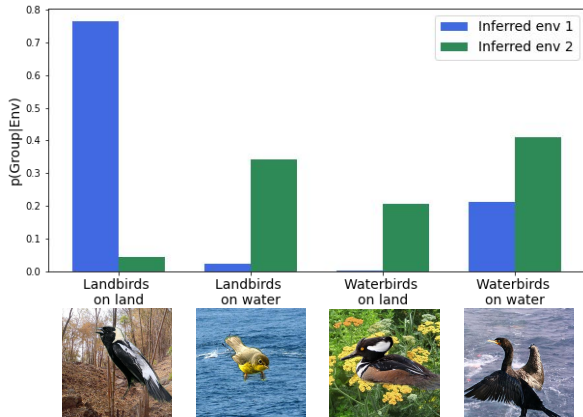 0.8
0.7
0.6
0.5
0.4
0.3
0.2
0.1
0.0
p(Group|Env)
Inferred env 1
Inferred env 2
Landbirds
on land
Landbirds
on water
Waterbirds
on land
Waterbirds
on water